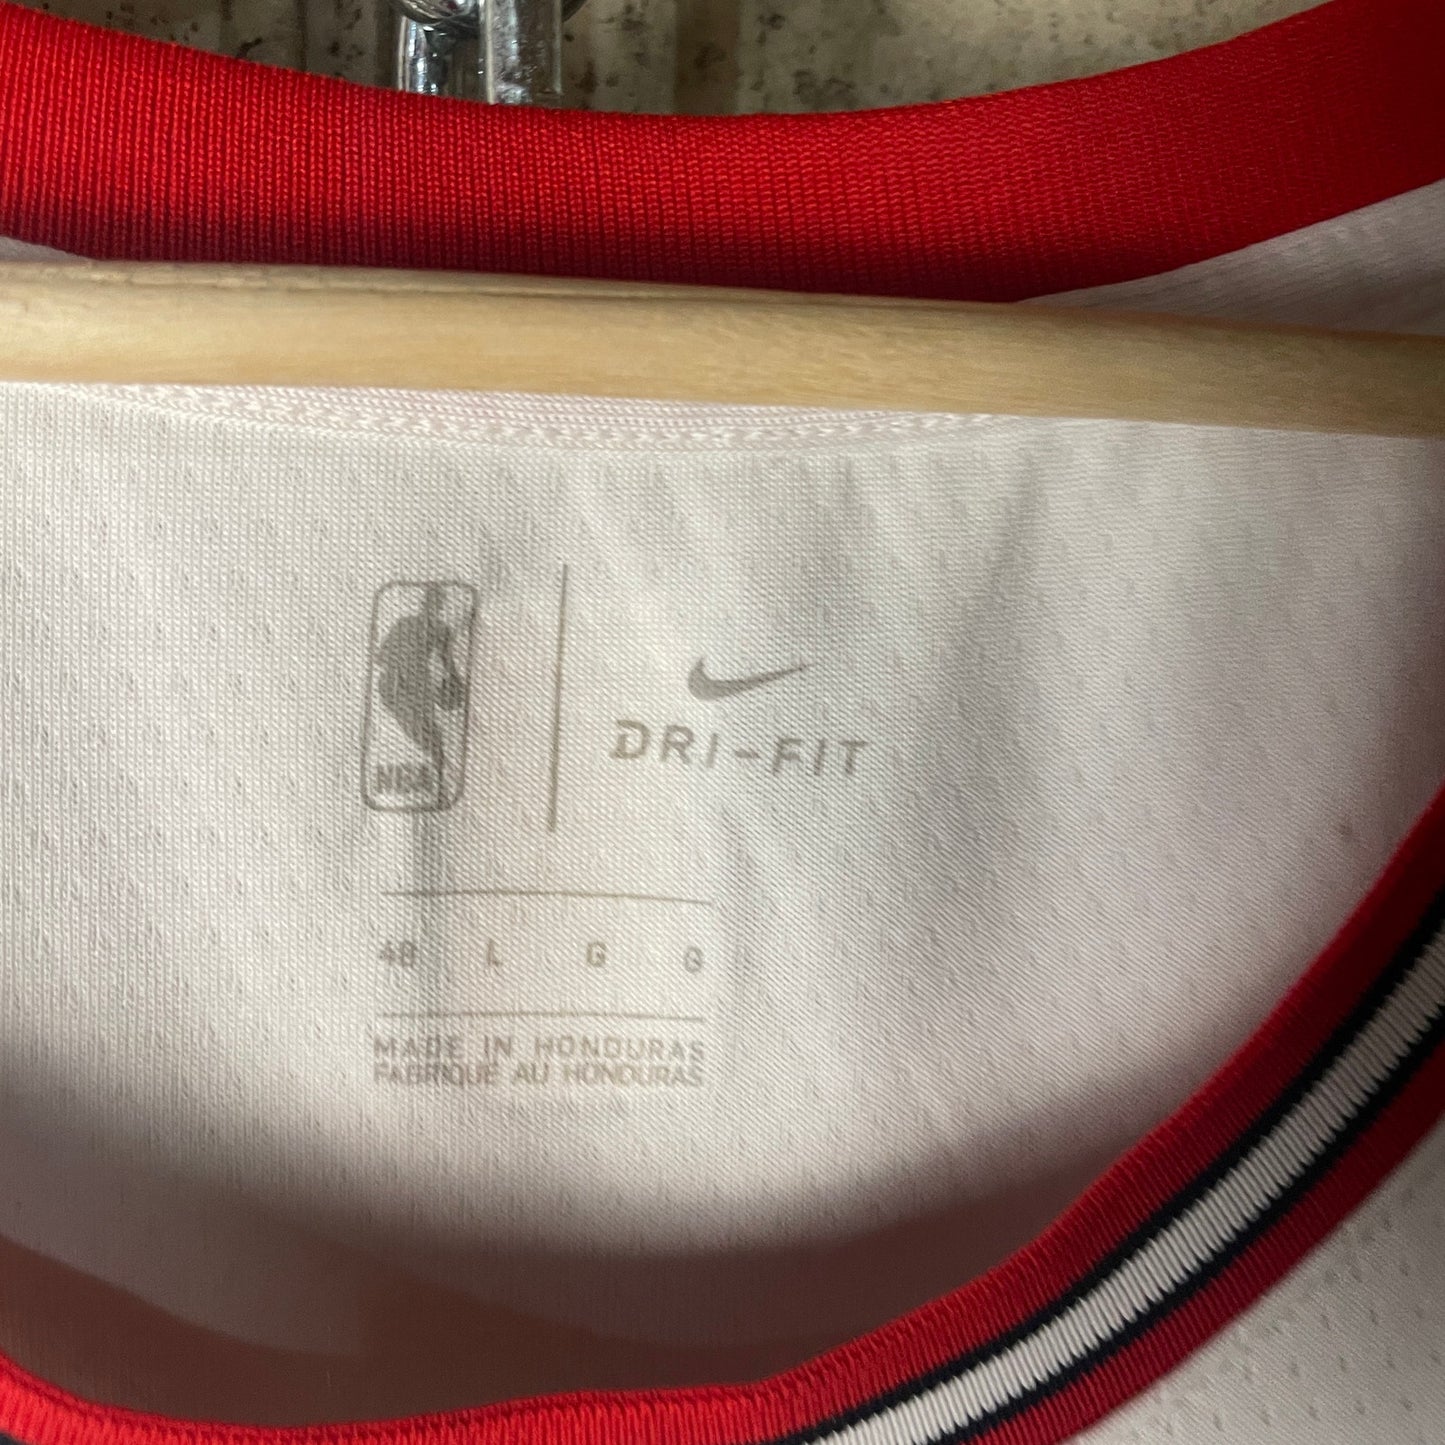 NBA
DRI-FIT
48 L G G
MADE IN HONDURAS
FABRIQUÉ AU HONDURAS